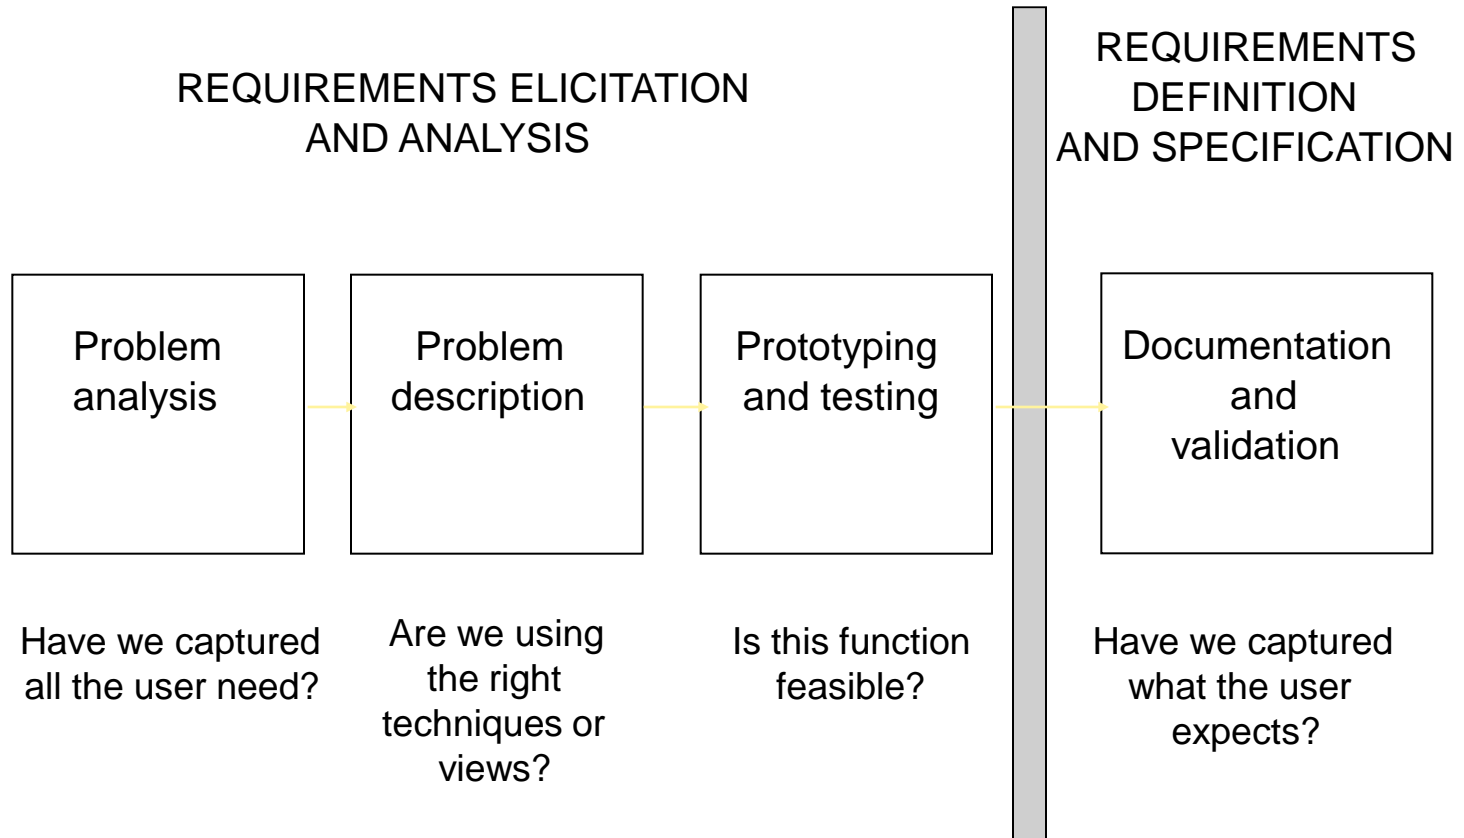 REQUIREMENTS ELICITATION
AND ANALYSIS
REQUIREMENTS
DEFINITION
AND SPECIFICATION
Problem
analysis
Problem
description
Prototyping
and testing
Documentation
and
validation
Have we captured
all the user need?
Are we using
the right
techniques or
views?
Is this function
feasible?
Have we captured
what the user
expects?